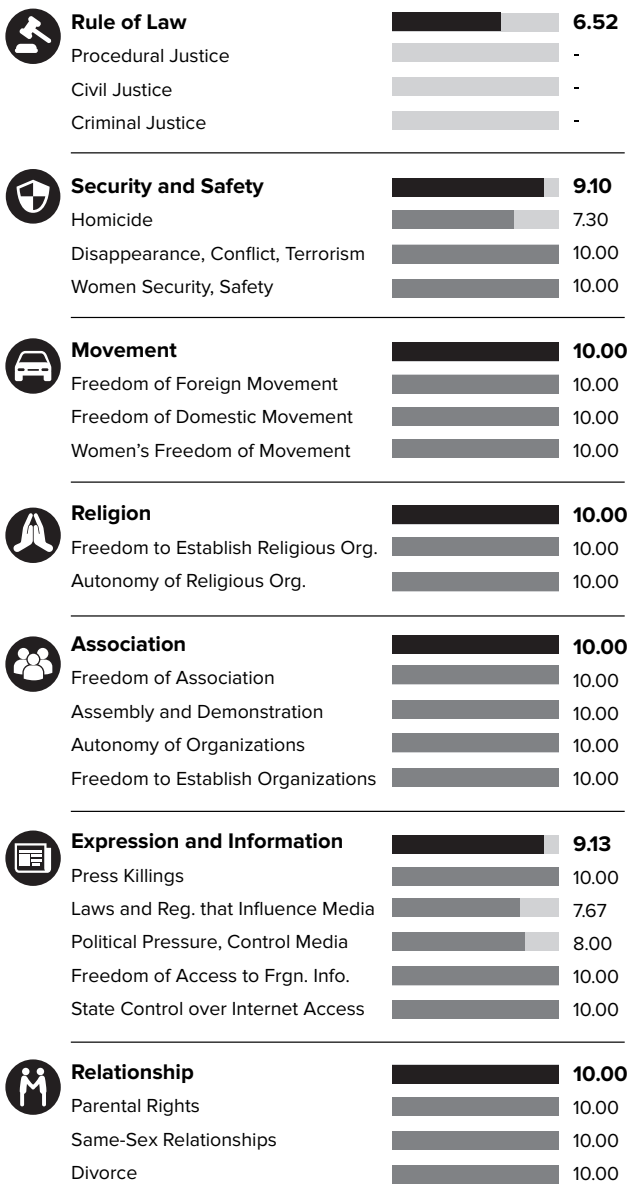 Rule of Law 6.52
Procedural Justice -
Civil Justice -
Criminal Justice -
Security and Safety 9.10
Homicide 7.30
Disappearance, Conflict, Terrorism 10.00
Women Security, Safety 10.00
Movement 10.00
Freedom of Foreign Movement 10.00
Freedom of Domestic Movement 10.00
Women's Freedom of Movement 10.00
Religion 10.00
Freedom to Establish Religious Org. 10.00
Autonomy of Religious Org. 10.00
Association 10.00
Freedom of Association 10.00
Assembly and Demonstration 10.00
Autonomy of Organizations 10.00
Freedom to Establish Organizations 10.00
Expression and Information 9.13
Press Killings 10.00
Laws and Reg. that Influence Media 7.67
Political Pressure, Control Media 8.00
Freedom of Access to Frgn. Info. 10.00
State Control over Internet Access 10.00
Relationship 10.00
Parental Rights 10.00
Same-Sex Relationships 10.00
Divorce 10.00